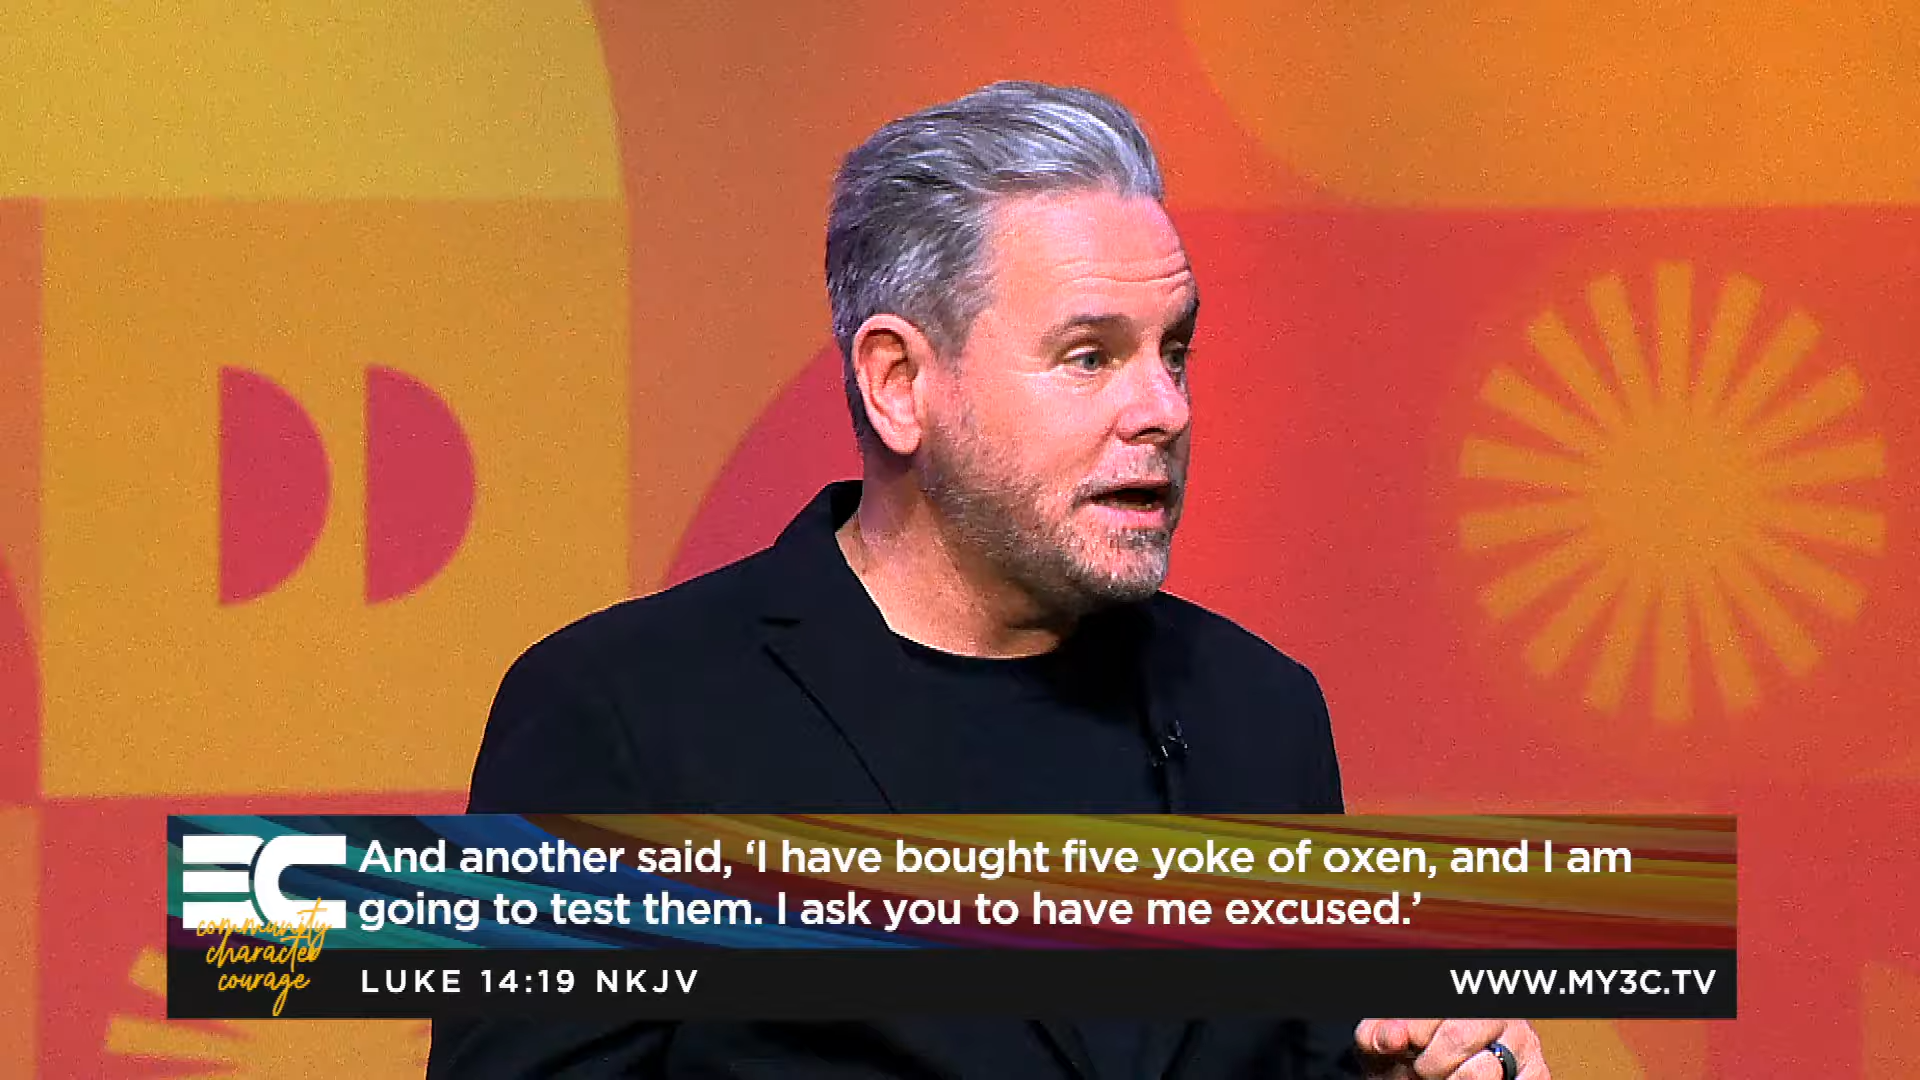 And another said, ‘I have bought five yoke of oxen, and I am
going to test them. I ask you to have me excused.’
3C
community
character
courage
LUKE 14:19 NKJV
WWW.MY3C.TV